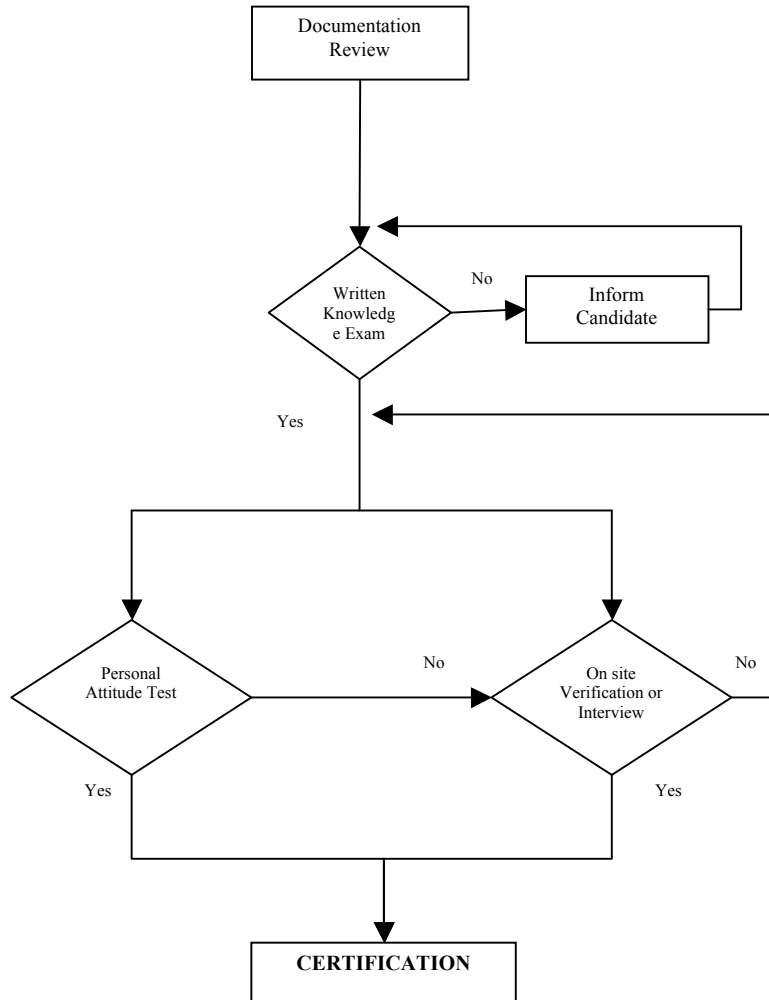 Documentation
Review
No
Written
Knowledg
e Exam
Inform
Candidate
Yes
Personal
Attitude Test
No
On site
Verification or
Interview
No
Yes
Yes
CERTIFICATION